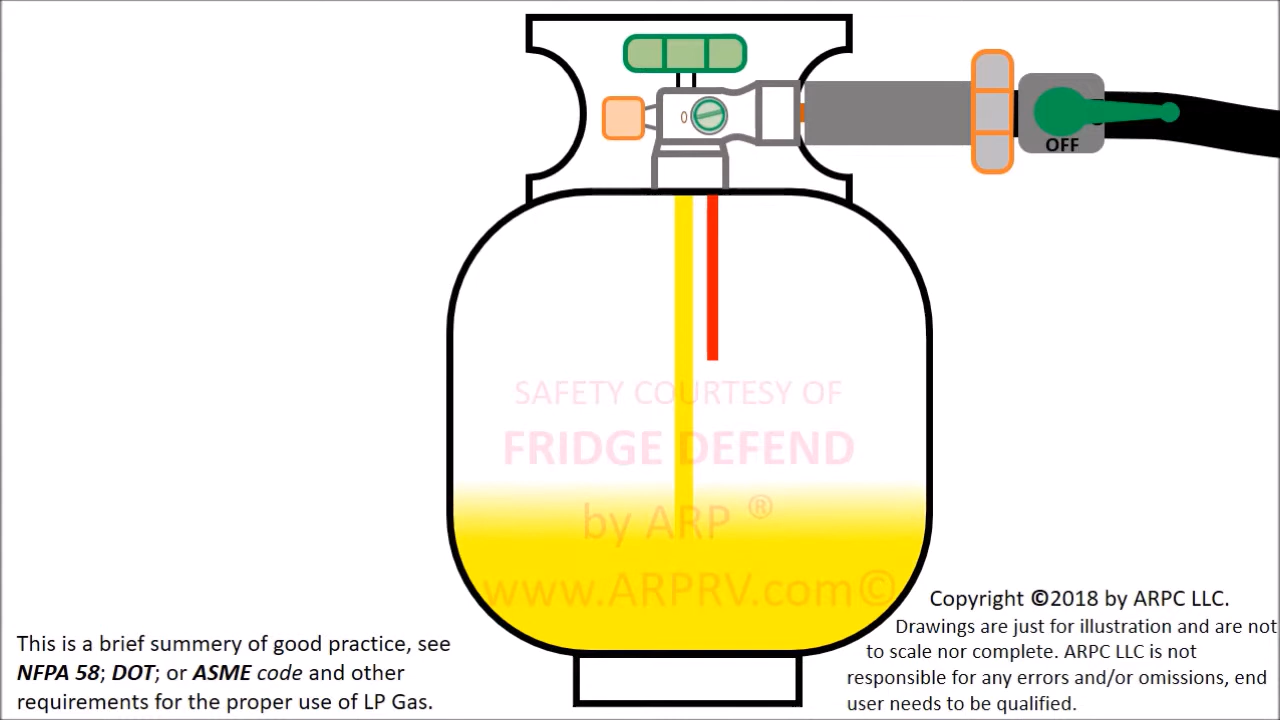 OFF
SAFETY COURTESY OF
FRIDGE DEFEND
by ARP ®
www.ARPRV.com©
Copyright ©2018 by ARPC LLC.
Drawings are just for illustration and are not
to scale nor complete. ARPC LLC is not
responsible for any errors and/or omissions, end
user needs to be qualified.
This is a brief summery of good practice, see
NFPA 58; DOT; or ASME code and other
requirements for the proper use of LP Gas.